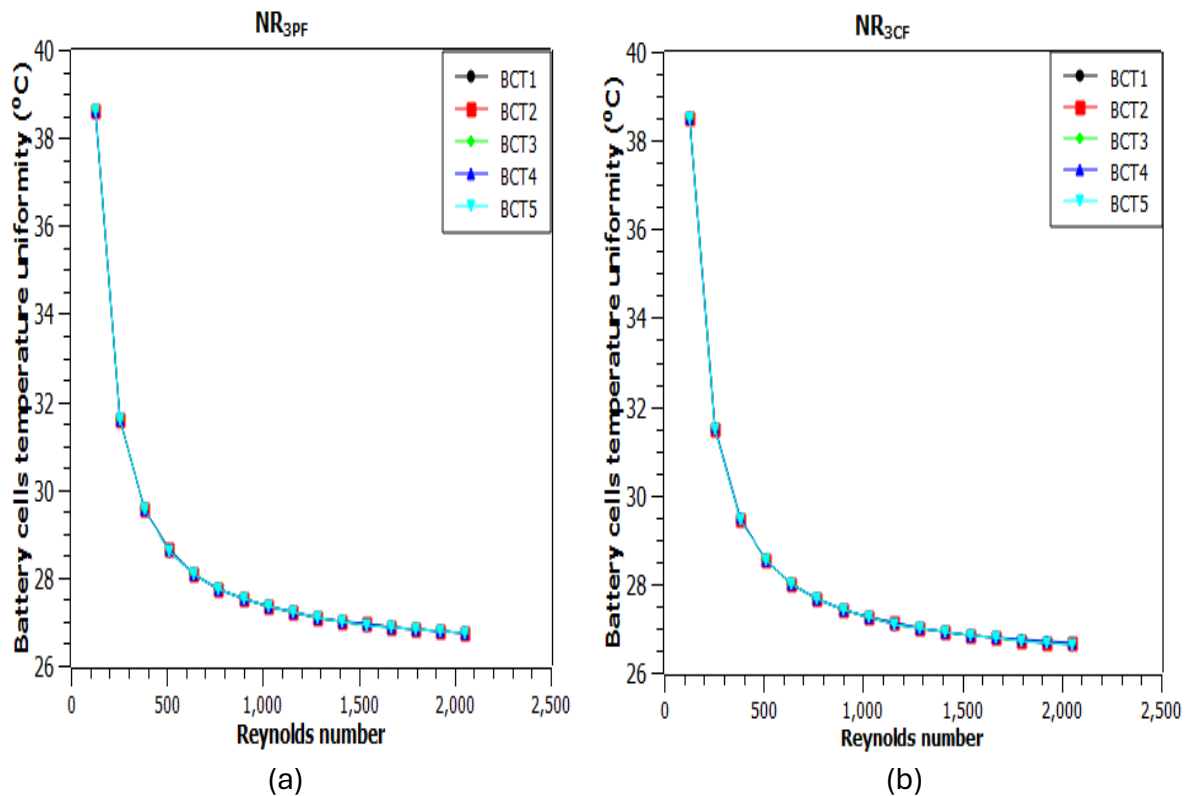 NR3PF
Battery cells temperature uniformity (⁰C)
40
38
36
34
32
30
28
26
BCT1
BCT2
BCT3
BCT4
BCT5
0 500 1,000 1,500 2,000 2,500
Reynolds number
(a)
NR3CF
Battery cells temperature uniformity (⁰C)
40
38
36
34
32
30
28
26
BCT1
BCT2
BCT3
BCT4
BCT5
0 500 1,000 1,500 2,000 2,500
Reynolds number
(b)